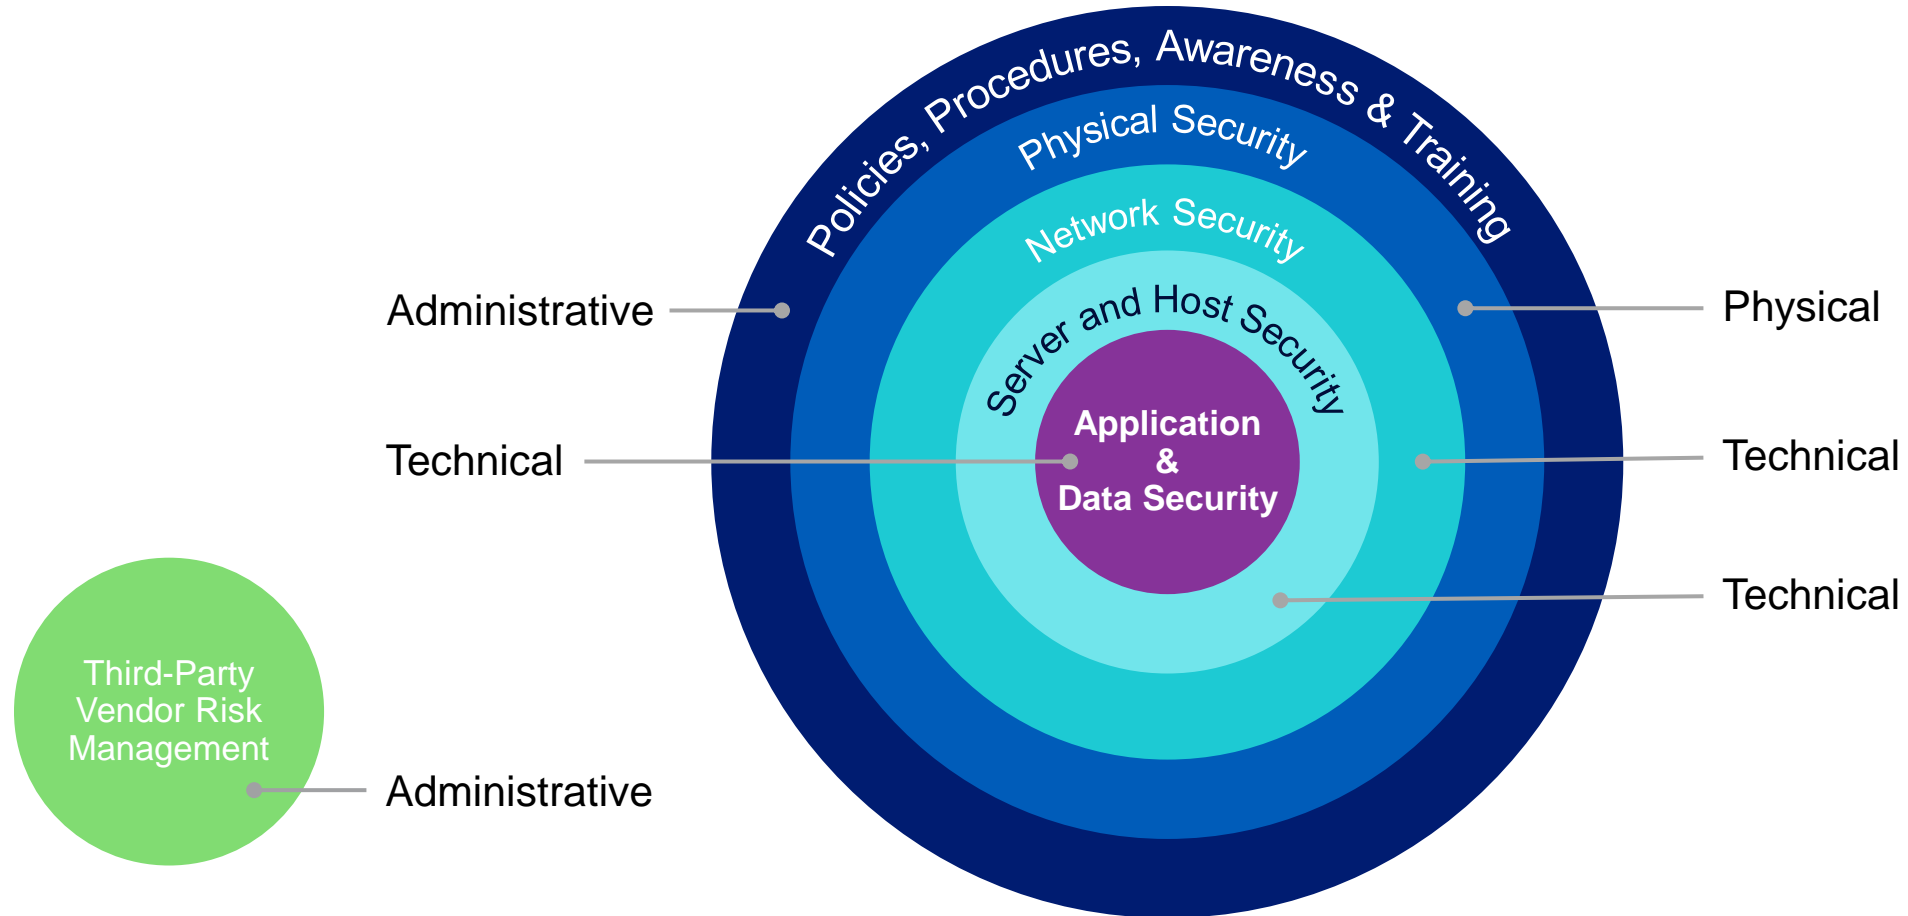 Policies, Procedures, Awareness & Training
Physical Security
Network Security
Server and Host Security
Application
&
Data Security
Administrative
Technical
Physical
Technical
Technical
Third-Party
Vendor Risk
Management
Administrative